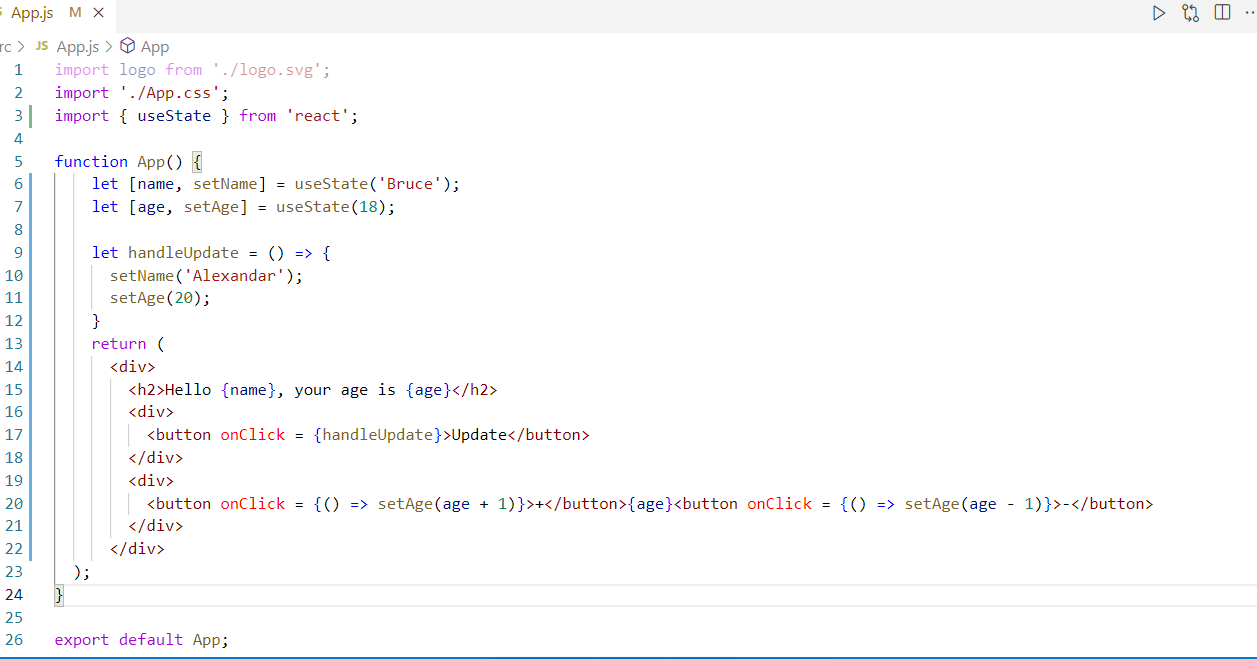 App.js M
rc > JS App.js > App
1 import logo from './logo.svg';
2 import './App.css';
3 import { useState } from 'react';
4
5 function App() {
6 let [name, setName] = useState('Bruce');
7 let [age, setAge] = useState(18);
8
9 let handleUpdate = () => {
10 setName('Alexandar');
11 setAge(20);
12 }
13 return (
14 <div>
15 <h2>Hello {name}, your age is {age}</h2>
16 <div>
17 <button onClick = {handleUpdate}>Update</button>
18 </div>
19 <div>
20 <button onClick = {() => setAge(age + 1)}>+</button>{age}<button onClick = {() => setAge(age - 1)}>-</button>
21 </div>
22 </div>
23 );
24 }
25
26 export default App;